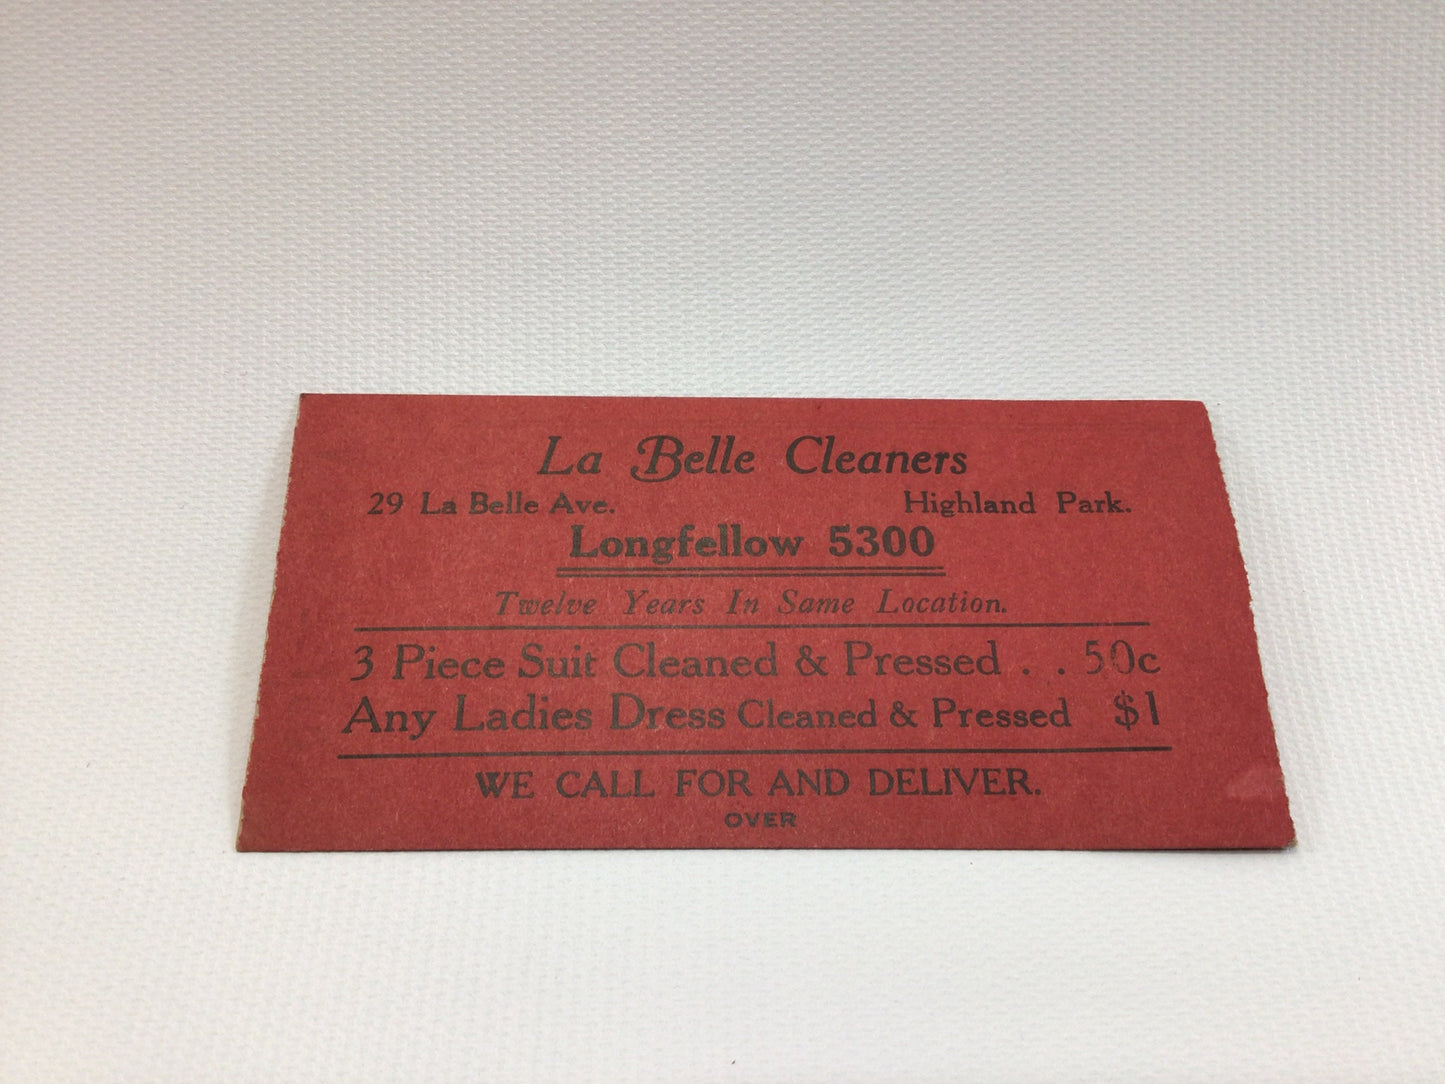 La Belle Cleaners
29 La Belle Ave. Highland Park.
Longfellow 5300
Twelve Years In Same Location.
3 Piece Suit Cleaned & Pressed . . 50c
Any Ladies Dress Cleaned & Pressed $1
WE CALL FOR AND DELIVER.
OVER